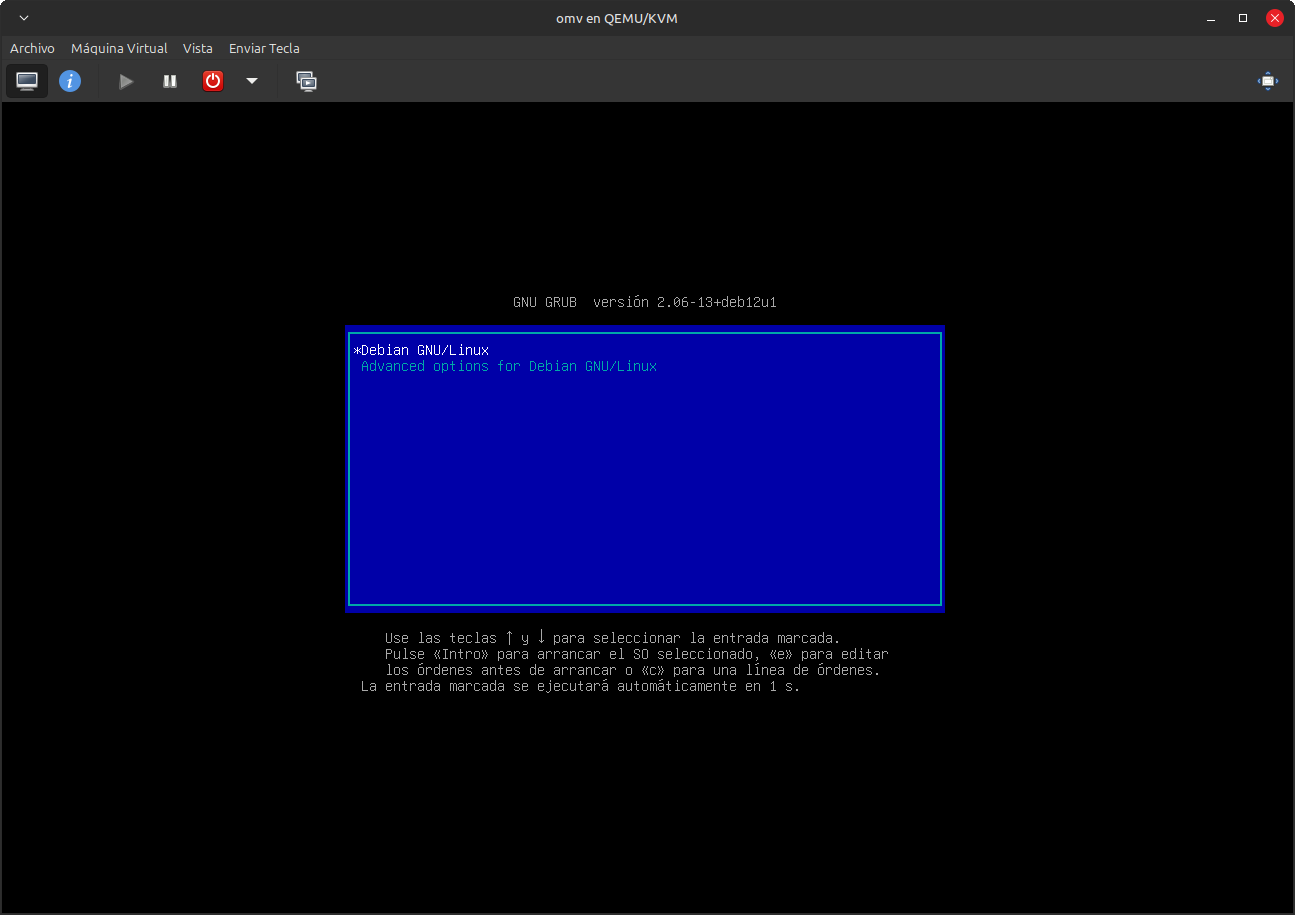 omv en QEMU/KVM
Archivo Máquina Virtual Vista Enviar Tecla
GNU GRUB versión 2.06-13+deb12u1
*Debian GNU/Linux
Advanced options for Debian GNU/Linux
Use las teclas ↑ y ↓ para seleccionar la entrada marcada.
Pulse «Intro» para arrancar el SO seleccionado, «e» para editar
los órdenes antes de arrancar o «c» para una línea de órdenes.
La entrada marcada se ejecutará automáticamente en 1 s.